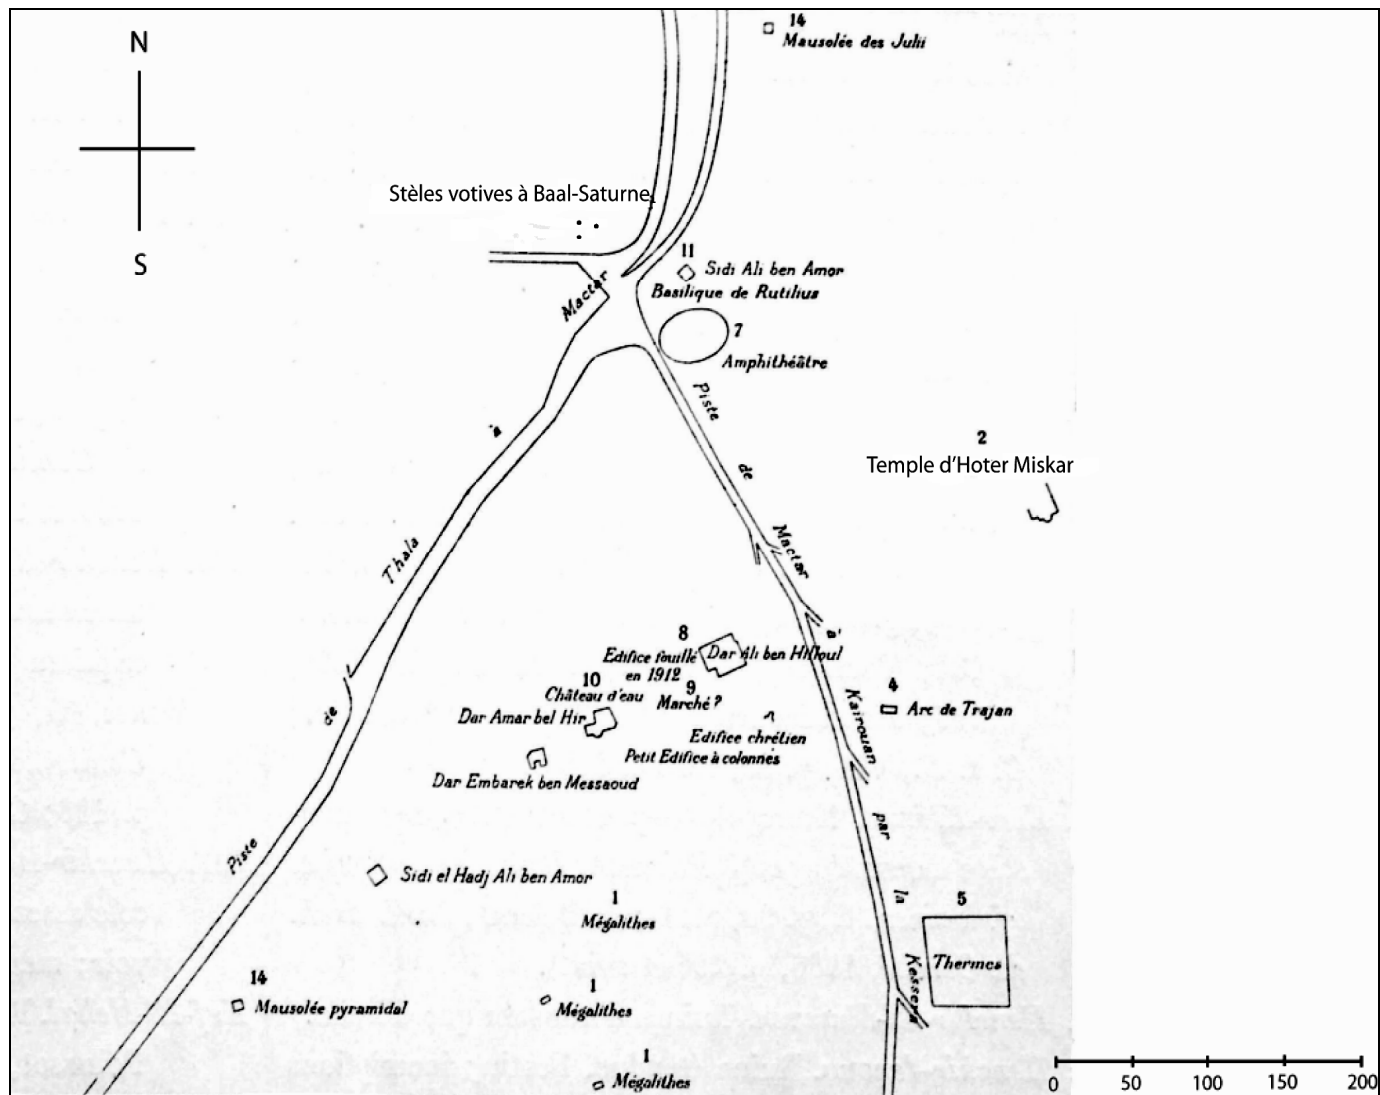 N
S
14
Mausolée des Julii
Stèles votives à Baal-Saturne
11
Sidi Ali ben Amor
Basilique de Rutilius
7
Amphithéâtre
2
Temple d'Hoter Miskar
Piste de Thala à Mactar
Piste de Mactar à Kairouan par la Kessera
8
Edifice fouillé
en 1912
Dar Ali ben Hifloul
10
Château d'eau
9
Marché ?
Dar Amar bel Hir
4
Arc de Trajan
Edifice chrétien
Petit Edifice à colonnes
Dar Embarek ben Messaoud
Sidi el Hadj Ali ben Amor
1
Mégalithes
5
Thermes
14
Mausolée pyramidal
1
Mégalithes
1
Mégalithes
0 50 100 150 200